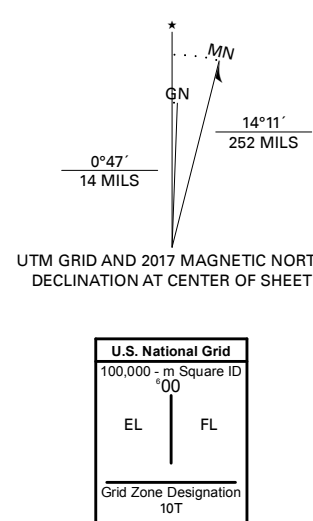 ★
MN
GN
14°11´
252 MILS
0°47´
14 MILS
UTM GRID AND 2017 MAGNETIC NORT
DECLINATION AT CENTER OF SHEET
U.S. National Grid
100,000 - m Square ID
⁶00
EL FL
Grid Zone Designation
10T